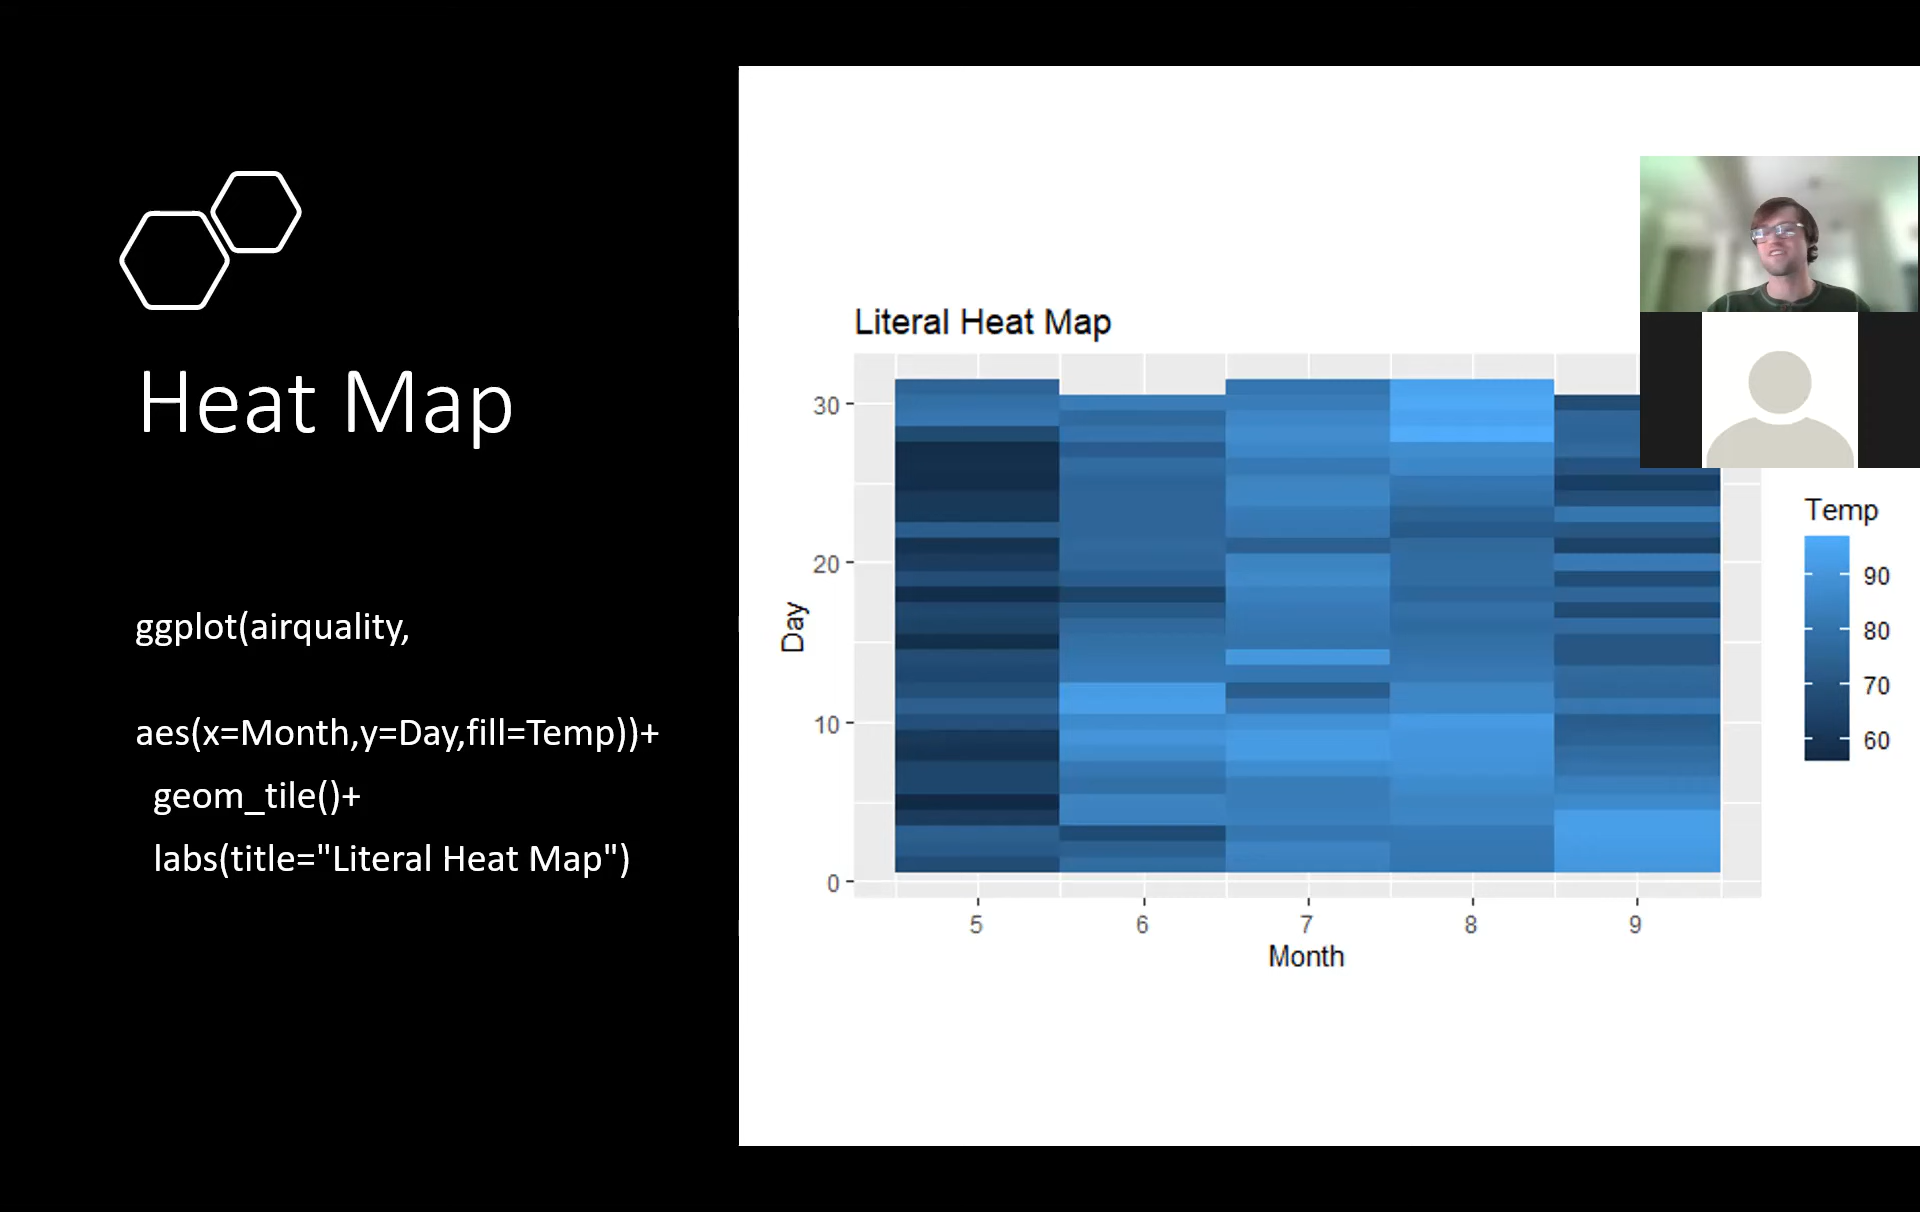 Heat Map
ggplot(airquality,
aes(x=Month,y=Day,fill=Temp))+
geom_tile()+
labs(title="Literal Heat Map")
Literal Heat Map
30
20
10
0
Day
5 6 7 8 9
Month
Temp
90
80
70
60